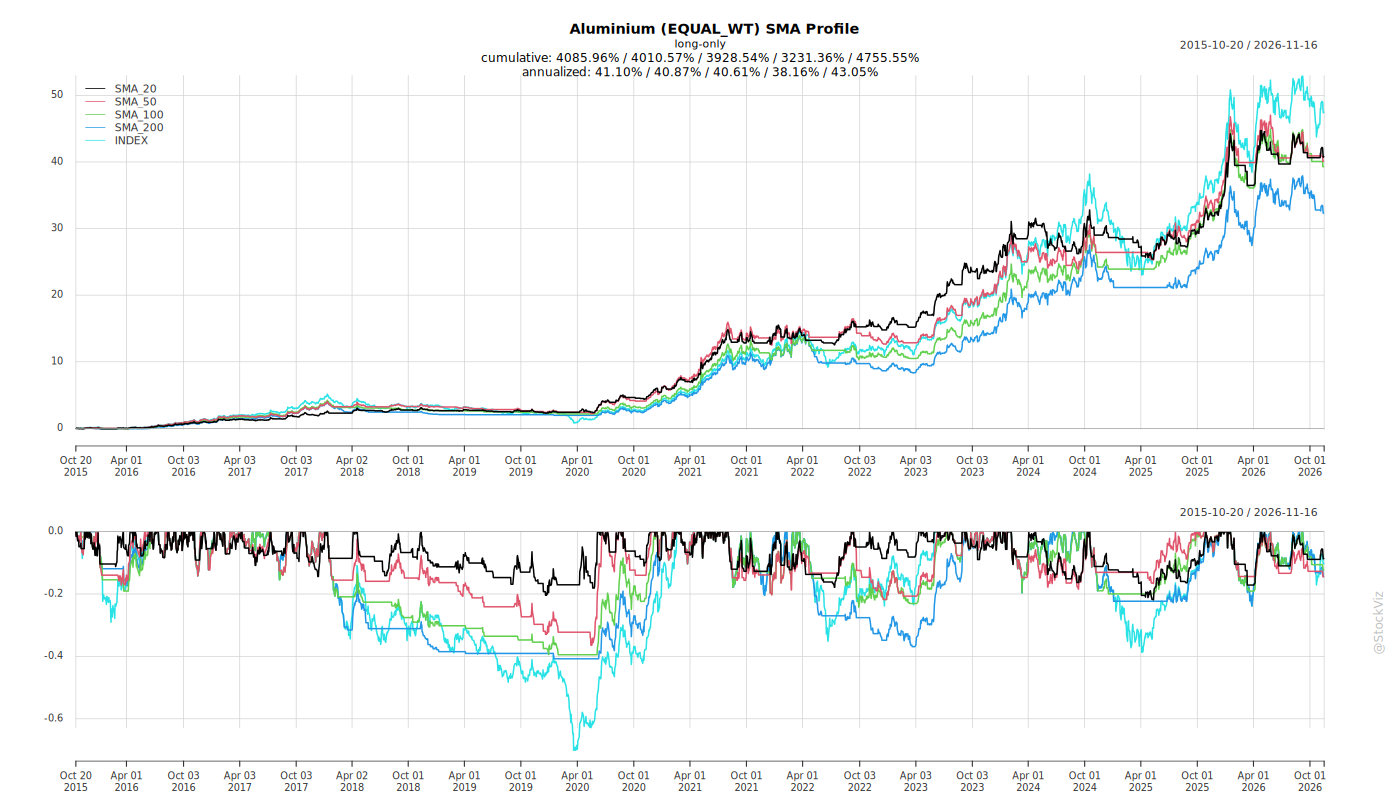 Aluminium (EQUAL_WT) SMA Profile
long-only
cumulative: 4085.96% / 4010.57% / 3928.54% / 3231.36% / 4755.55%
annualized: 41.10% / 40.87% / 40.61% / 38.16% / 43.05%
2015-10-20 / 2026-11-16
SMA_20
SMA_50
SMA_100
SMA_200
INDEX
50
40
30
20
10
0
Oct 20 Apr 01 Oct 03 Apr 03 Oct 03 Apr 02 Oct 01 Apr 01 Oct 01 Apr 01 Oct 01 Apr 01 Oct 01 Apr 01 Oct 03 Apr 03 Oct 03 Apr 01 Oct 01 Apr 01 Oct 01 Apr 01 Oct 01
2015 2016 2016 2017 2017 2018 2018 2019 2019 2020 2020 2021 2021 2022 2022 2023 2023 2024 2024 2025 2025 2026 2026
2015-10-20 / 2026-11-16
0.0
-0.2
-0.4
-0.6
Oct 20 Apr 01 Oct 03 Apr 03 Oct 03 Apr 02 Oct 01 Apr 01 Oct 01 Apr 01 Oct 01 Apr 01 Oct 01 Apr 01 Oct 03 Apr 03 Oct 03 Apr 01 Oct 01 Apr 01 Oct 01 Apr 01 Oct 01
2015 2016 2016 2017 2017 2018 2018 2019 2019 2020 2020 2021 2021 2022 2022 2023 2023 2024 2024 2025 2025 2026 2026
@StockViz